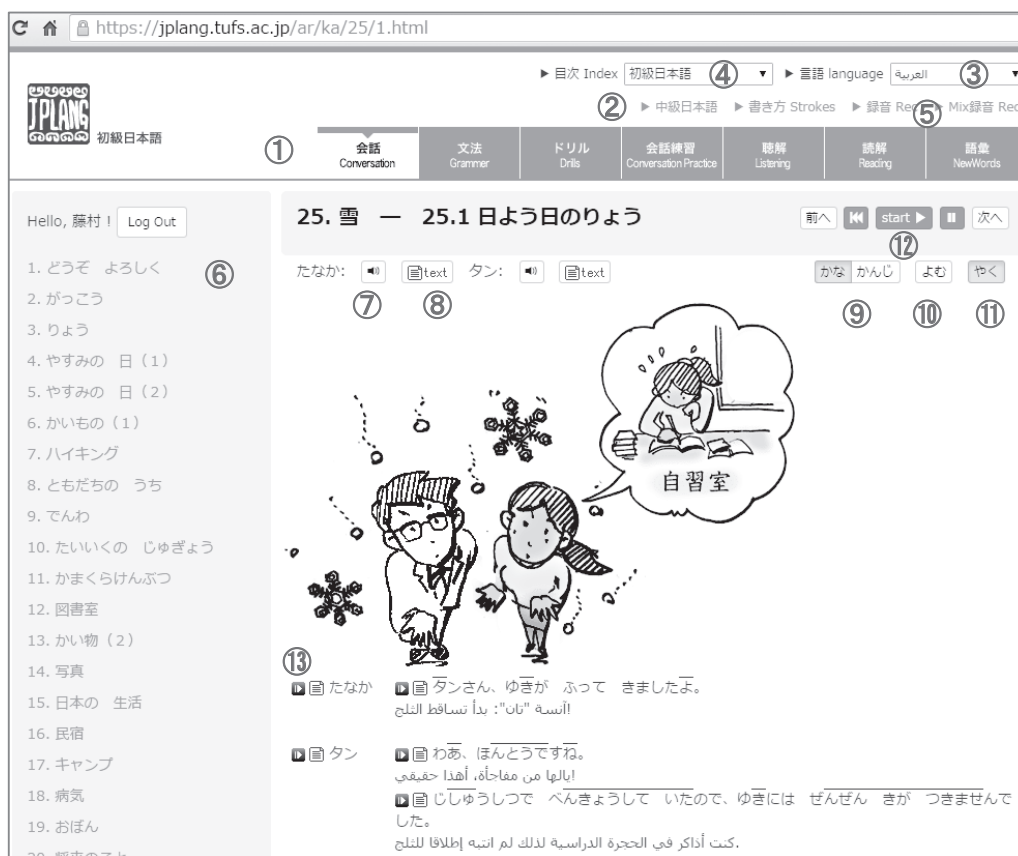 https://jplang.tufs.ac.jp/ar/ka/25/1.html
▶ 目次 Index 初級日本語 ④ ▼ ▶ 言語 language العربية ③ ▼
② ▶ 中級日本語 ▶ 書き方 Strokes ▶ 録音 Rec ⑤ Mix録音 Rec
JPLANG 初級日本語
① 会話 文法 ドリル 会話練習 聴解 読解 語彙
Conversation Grammer Drills Conversation Practice Listening Reading NewWords
Hello, 藤村 ! Log Out
25. 雪 — 25.1 日よう日のりょう
前へ start ▶ 次へ
⑫
1. どうぞ よろしく ⑥
2. がっこう
3. りょう
4. やすみの 日（1）
5. やすみの 日（2）
6. かいもの（1）
7. ハイキング
8. ともだちの うち
9. でんわ
10. たいいくの じゅぎょう
11. かまくらけんぶつ
12. 図書室
13. かい物（2）
14. 写真
15. 日本の 生活
16. 民宿
17. キャンプ
18. 病気
19. おぼん
たなか: text タン: text
かな かんじ よむ やく
⑦ ⑧ ⑨ ⑩ ⑪
自習室
⑬
たなか タンさん、ゆきが ふって きましたよ。
آنسة "تان": بدأ تساقط الثلج!
タン わあ、ほんとうですね。
يالها من مفاجأة، أهذا حقيقي!
じしゅうしつで べんきょうして いたので、ゆきには ぜんぜん きが つきませんで
した。
كنت أذاكر في الحجرة الدراسية لذلك لم انتبه إطلاقا للثلج.